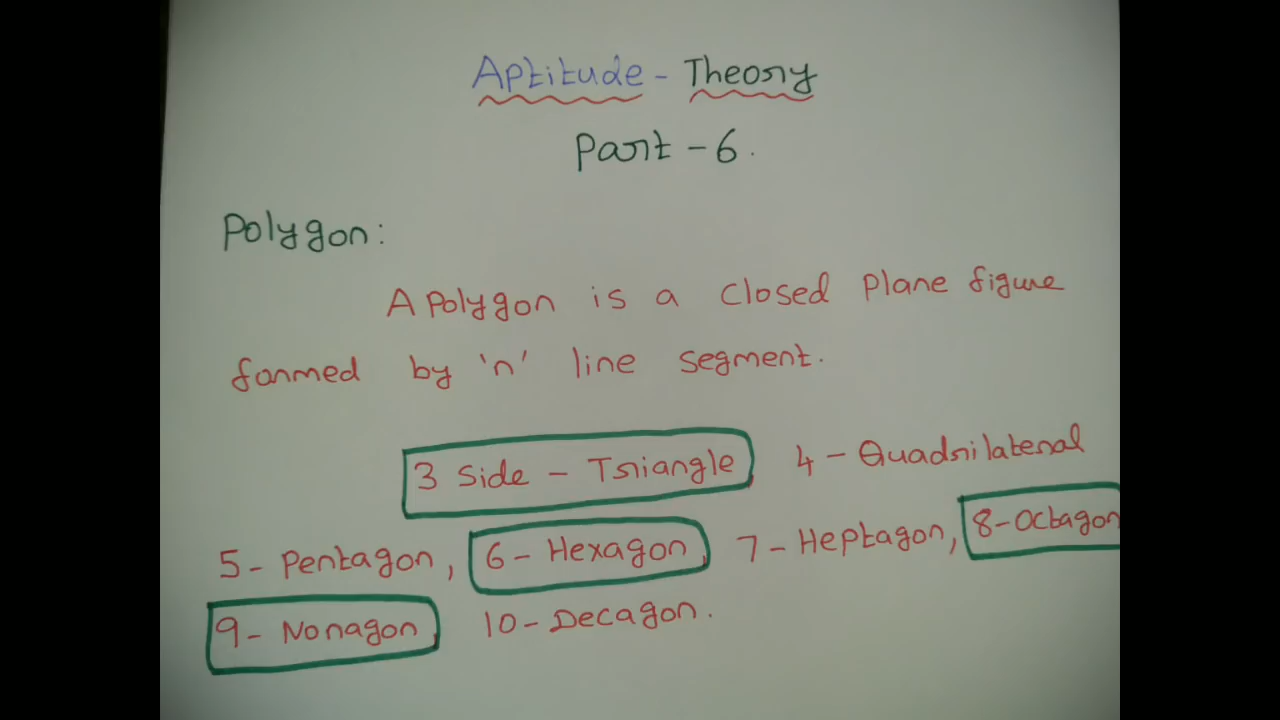 Aptitude - Theory
Part - 6.
Polygon:
A Polygon is a closed Plane figure
formed by 'n' line segment.
3 Side - Triangle 4 - Quadrilateral
5 - Pentagon, 6 - Hexagon, 7 - Heptagon, 8 - Octagon
9 - Nonagon 10 - Decagon.